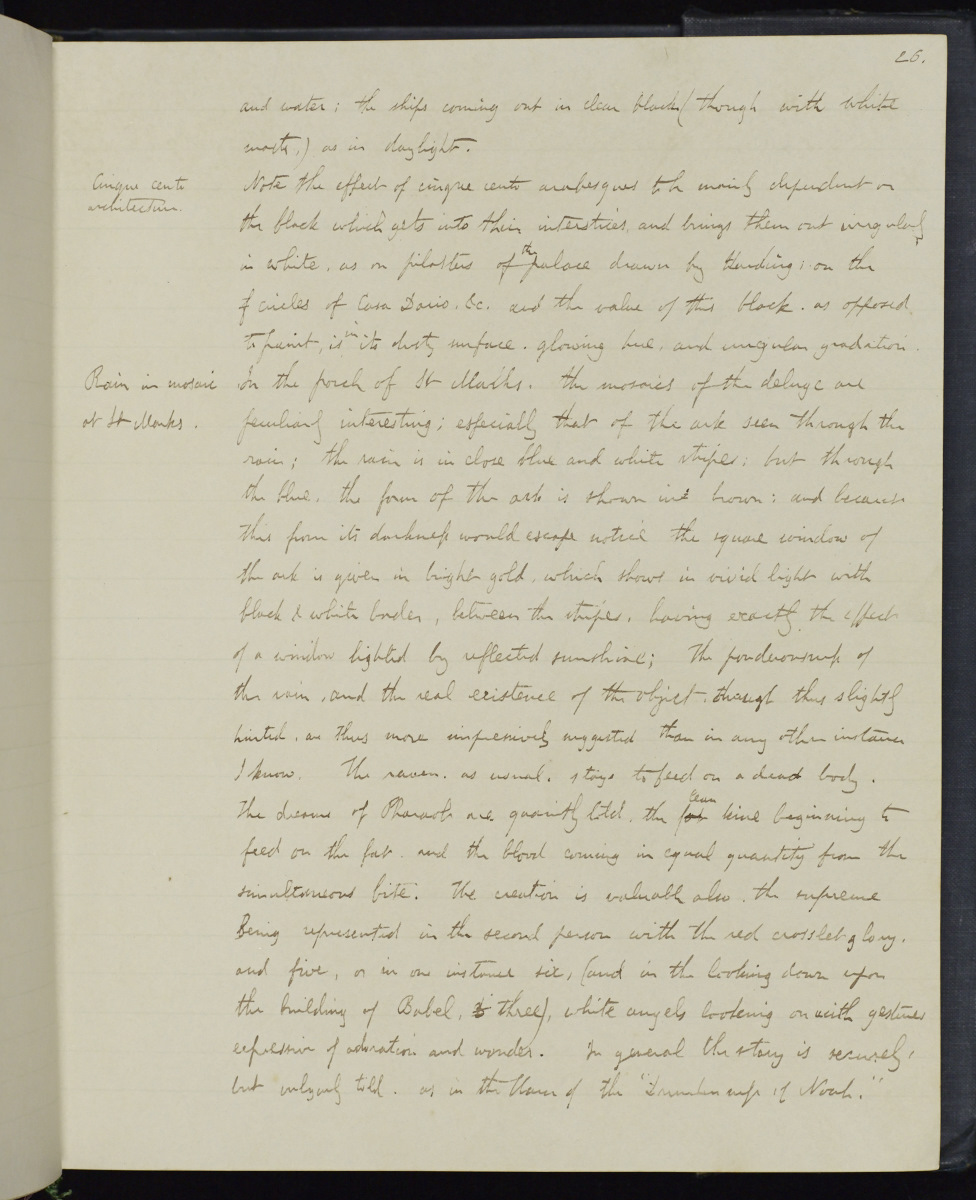 26.
and water; the ships coming out in clear black (though with white
masts,) as in daylight.
Cinque cento
architecture.
Note the effect of cinque cento arabesques to be mainly dependent on
the black which gets into their interstices, and brings them out irregularly
in white, as on pilasters of the palace drawn by Harding; on the
circles of Casa Dario. &c. and the value of this black. as opposed
to paint, is in its dusty surface. glowing hue, and irregular gradation.
Rain in mosaic
at St Marks.
In the porch of St Marks. the mosaics of the deluge are
peculiarly interesting; especially that of the ark seen through the
rain; the rain is in close blue and white stripes; but through
the blue, the form of the ark is shown in brown: and because
this from its darkness would escape notice the square window of
the ark is given in bright gold, which shows in vivid light with
black & white border, between the stripes, having exactly the effect
of a window lighted by reflected sunshine; the ponderousness of
the rain, and the real existence of the object, though thus slightly
hinted, are thus more impressively suggested than in any other instance
I know. The raven. as usual. stays to feed on a dead body.
The dreams of Pharaoh are quaintly told, the lean kine beginning to
feed on the fat. and the blood coming in equal quantity from the
simultaneous bite. The creation is valuable also. the supreme
Being represented in the second person with the red crosslet glory.
and five, or in one instance six, (and in the looking down upon
the building of Babel, three), white angels looking on with gestures
expressive of adoration and wonder. In general the story is
but vulgarly told. as in the of the "Drunkenness of Noah."